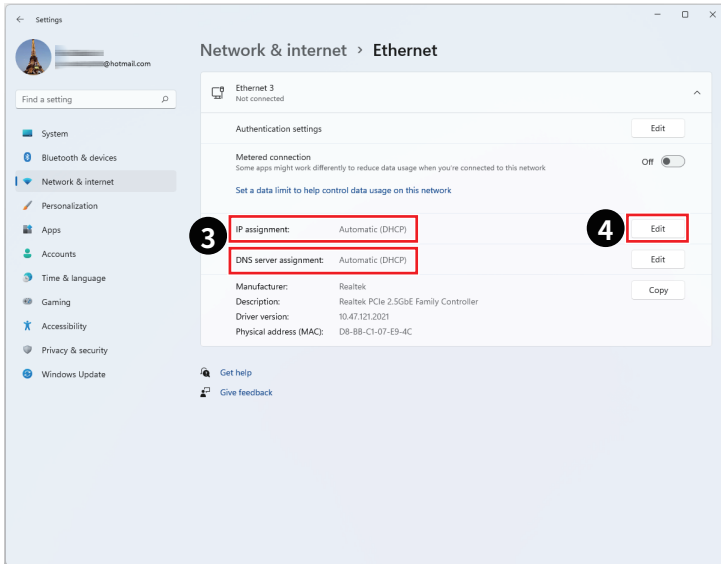 Settings
@hotmail.com
Find a setting
System
Bluetooth & devices
Network & internet
Personalization
Apps
Accounts
Time & language
Gaming
Accessibility
Privacy & security
Windows Update
Network & internet › Ethernet
Ethernet 3
Not connected
Authentication settings Edit
Metered connection
Some apps might work differently to reduce data usage when you're connected to this network
Off
Set a data limit to help control data usage on this network
3 IP assignment: Automatic (DHCP) 4 Edit
DNS server assignment: Automatic (DHCP) Edit
Manufacturer: Realtek Copy
Description: Realtek PCIe 2.5GbE Family Controller
Driver version: 10.47.121.2021
Physical address (MAC): D8-BB-C1-07-E9-4C
Get help
Give feedback